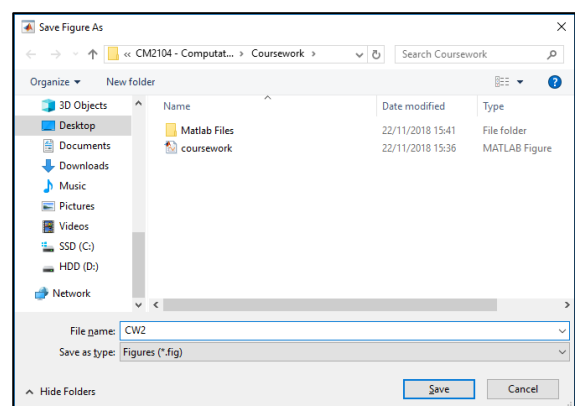 Save Figure As
« CM2104 - Computat... > Coursework >
Search Coursework
Organize
New folder
Name Date modified Type
3D Objects
Desktop
Documents
Downloads
Music
Pictures
Videos
SSD (C:)
HDD (D:)
Network
Matlab Files 22/11/2018 15:41 File folder
coursework 22/11/2018 15:36 MATLAB Figure
File name: CW2
Save as type: Figures (*.fig)
Hide Folders
Save
Cancel